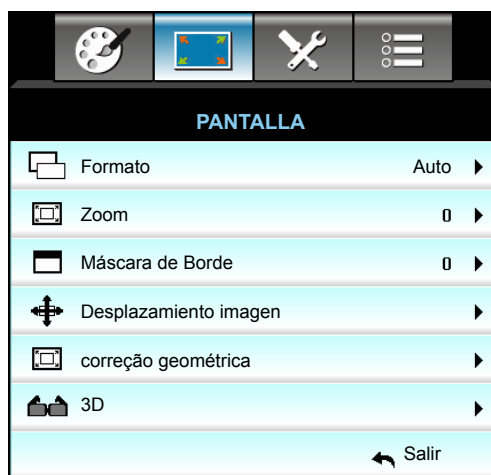 PANTALLA
Formato Auto
Zoom 0
Máscara de Borde 0
Desplazamiento imagen
correção geométrica
3D
Salir